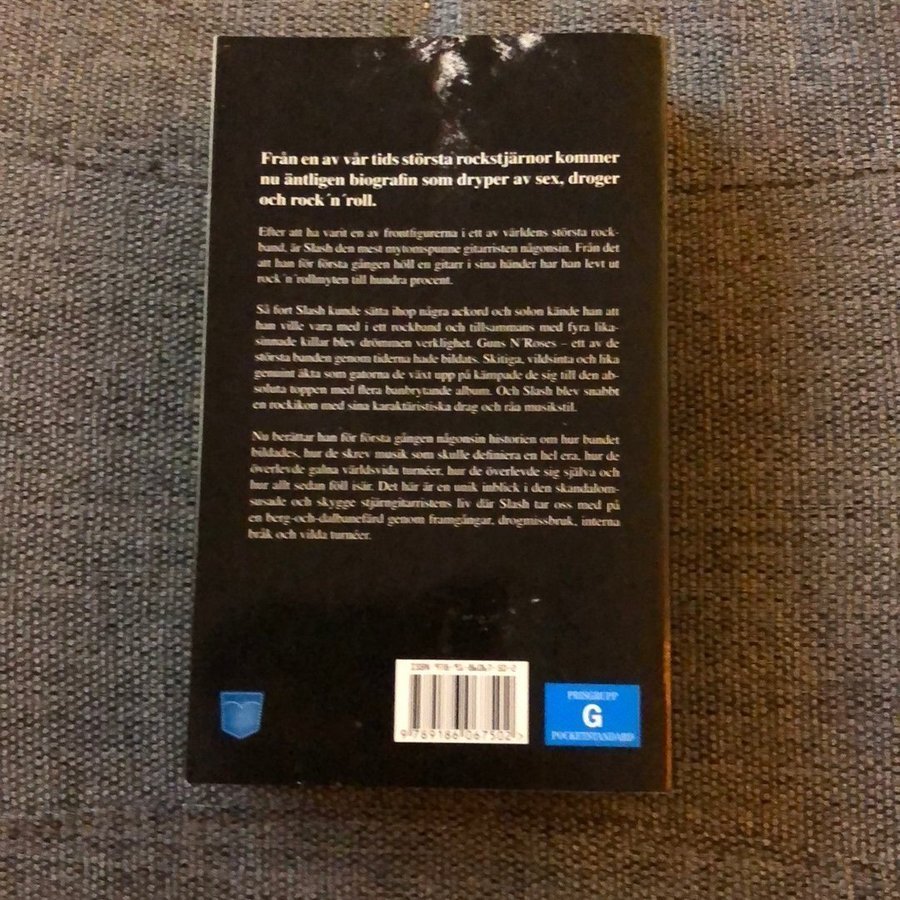 Från en av vår tids största rockstjärnor kommer
nu äntligen biografin som dryper av sex, droger
och rock´n´roll.
Efter att ha varit en av frontfigurerna i ett av världens största rock-
band, är Slash den mest mytomspunne gitarristen någonsin. Från det
att han för första gången höll en gitarr i sina händer har han levt ut
rock´n´rollmyten till hundra procent.
Så fort Slash kunde sätta ihop några ackord och solon kände han att
han ville vara med i ett rockband och tillsammans med fyra lika-
sinnade killar blev drömmen verklighet. Guns N´Roses – ett av de
största banden genom tiderna hade bildats. Skitiga, vildsinta och lika
genuint äkta som gatorna de växt upp på kämpade de sig till den ab-
soluta toppen med flera banbrytande album. Och Slash blev snabbt
en rockikon med sina karaktäristiska drag och råa musikstil.
Nu berättar han för första gången någonsin historien om hur bandet
bildades, hur de skrev musik som skulle definiera en hel era, hur de
överlevde galna världsvida turnéer, hur de överlevde sig själva och
hur allt sedan föll isär. Det här är en unik inblick i den skandalom-
susade och skygge stjärngitarristens liv där Slash tar oss med på
en berg-och-dalbanefärd genom framgångar, drogmissbruk, interna
bråk och vilda turnéer.
ISBN 978-91-86067-50-2
9 789186 067502 >
PRISGRUPP
G
POCKETSTANDARD